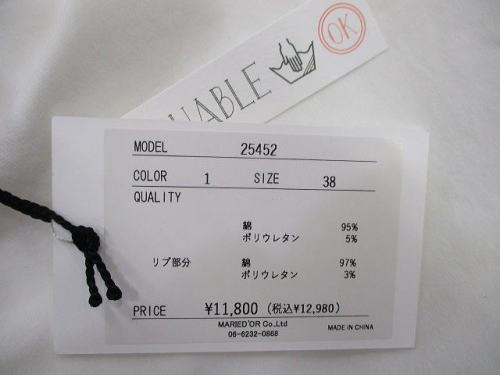 OK
MODEL 25452
COLOR 1 SIZE 38
QUALITY
綿 95%
ポリウレタン 5%
リブ部分 綿 97%
ポリウレタン 3%
PRICE ¥11,800 (税込¥12,980)
MARIED'OR Co.,Ltd
06-6232-0868
MADE IN CHINA